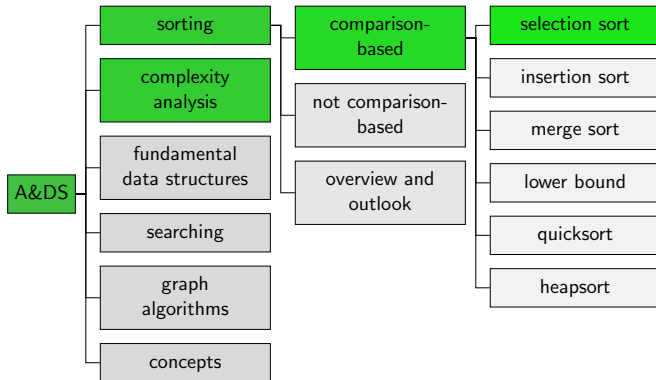 A&DS
sorting
complexity
analysis
fundamental
data structures
searching
graph
algorithms
concepts
comparison-
based
not comparison-
based
overview and
outlook
selection sort
insertion sort
merge sort
lower bound
quicksort
heapsort